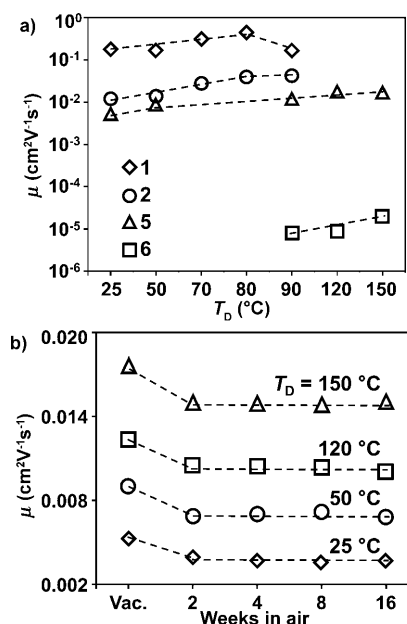 a)
10⁰
10⁻¹
10⁻²
10⁻³
10⁻⁴
10⁻⁵
10⁻⁶
μ (cm²V⁻¹s⁻¹)
1
2
5
6
25 50 70 80 90 120 150
T_D (°C)
b)
0.020
0.014
0.008
0.002
μ (cm²V⁻¹s⁻¹)
T_D = 150 °C
120 °C
50 °C
25 °C
Vac. 2 4 8 16
Weeks in air